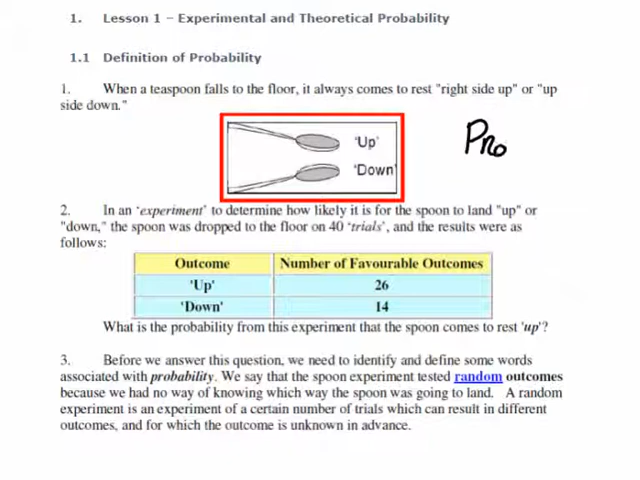 1. Lesson 1 – Experimental and Theoretical Probability
1.1 Definition of Probability
1. When a teaspoon falls to the floor, it always comes to rest "right side up" or "up
side down."
'Up'
'Down'
Pro
2. In an 'experiment' to determine how likely it is for the spoon to land "up" or
"down," the spoon was dropped to the floor on 40 'trials', and the results were as
follows:
Outcome Number of Favourable Outcomes
'Up' 26
'Down' 14
What is the probability from this experiment that the spoon comes to rest 'up'?
3. Before we answer this question, we need to identify and define some words
associated with probability. We say that the spoon experiment tested random outcomes
because we had no way of knowing which way the spoon was going to land. A random
experiment is an experiment of a certain number of trials which can result in different
outcomes, and for which the outcome is unknown in advance.